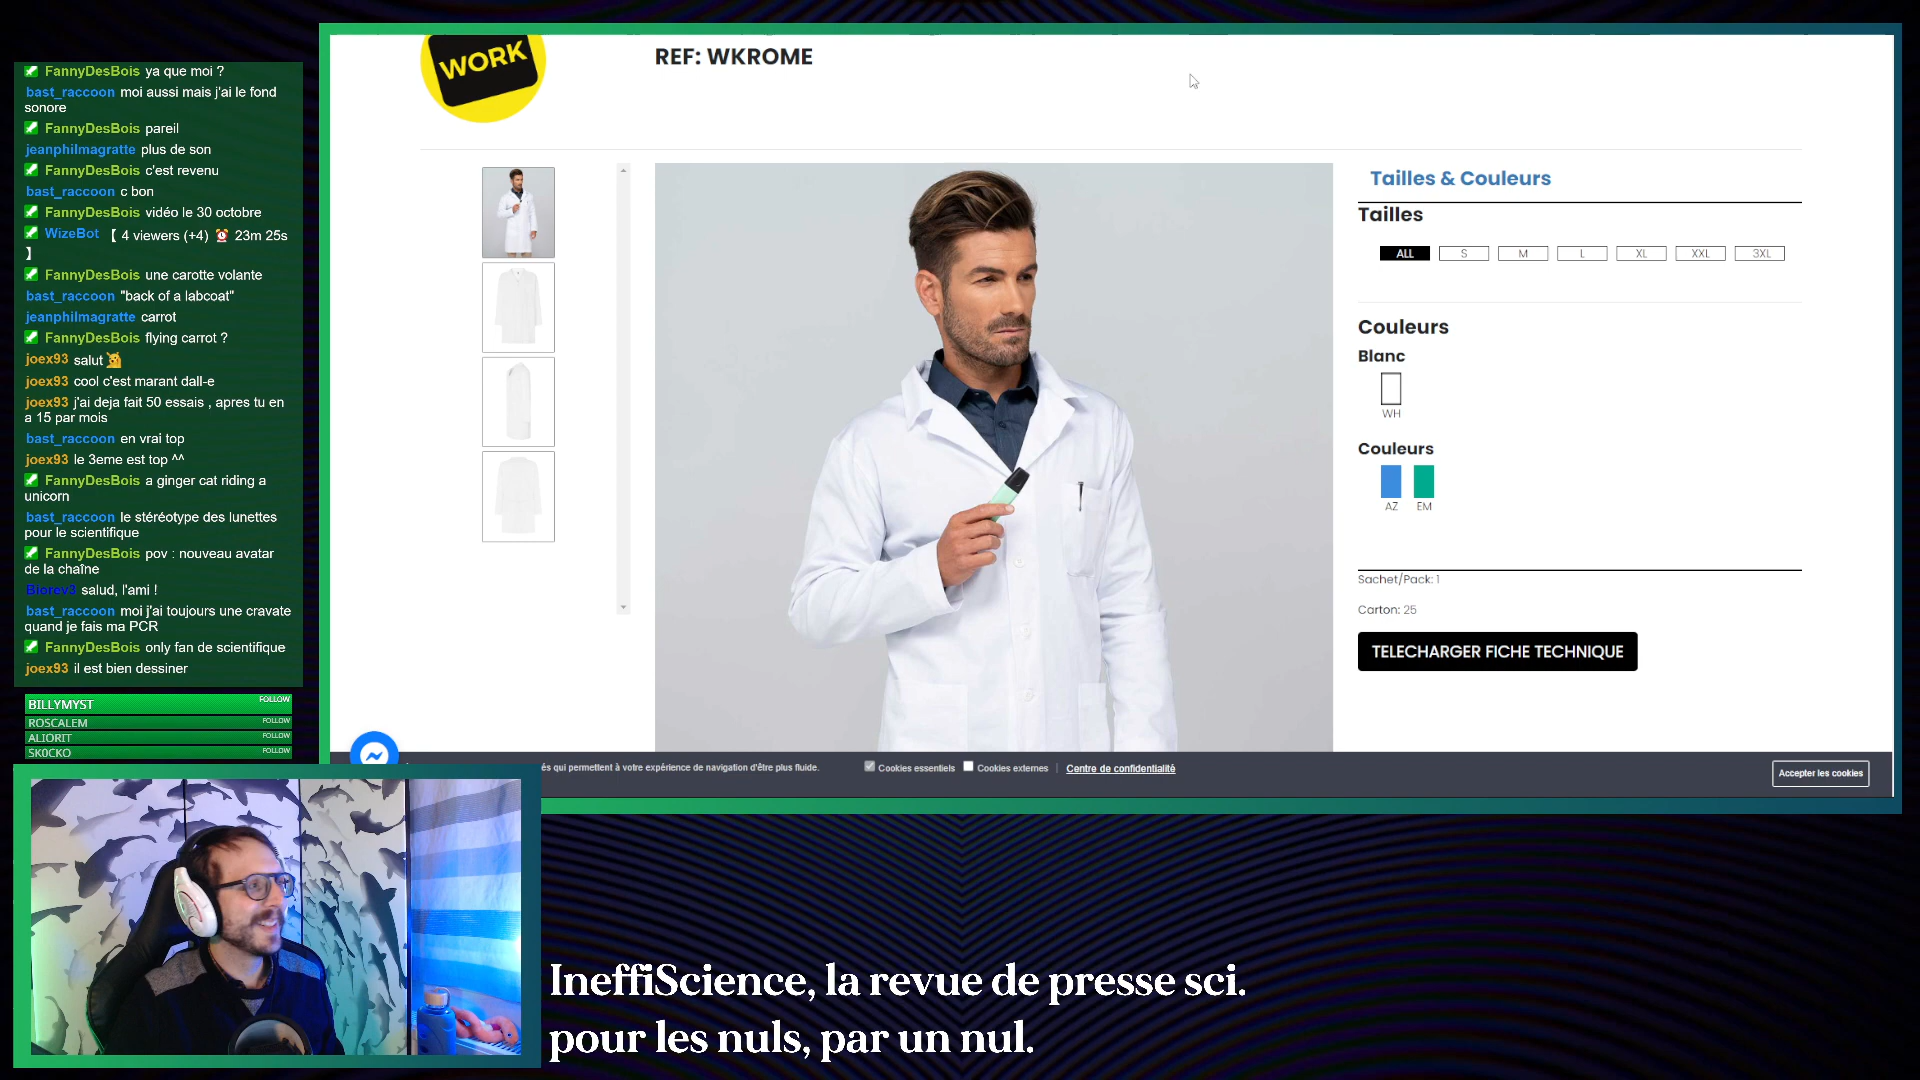 FannyDesBois ya que moi ?
bast_raccoon moi aussi mais j'ai le fond
sonore
FannyDesBois pareil
jeanphilmagratte plus de son
FannyDesBois c'est revenu
bast_raccoon c bon
FannyDesBois vidéo le 30 octobre
WizeBot 【 4 viewers (+4) ⏰ 23m 25s
】
FannyDesBois une carotte volante
bast_raccoon "back of a labcoat"
jeanphilmagratte carrot
FannyDesBois flying carrot ?
joex93 salut
joex93 cool c'est marant dall-e
joex93 j'ai deja fait 50 essais , apres tu en
a 15 par mois
bast_raccoon en vrai top
joex93 le 3eme est top ^^
FannyDesBois a ginger cat riding a
unicorn
bast_raccoon le stéréotype des lunettes
pour le scientifique
FannyDesBois pov : nouveau avatar
de la chaîne
Biorev3 salud, l'ami !
bast_raccoon moi j'ai toujours une cravate
quand je fais ma PCR
FannyDesBois only fan de scientifique
joex93 il est bien dessiner
BILLYMYST FOLLOW
ROSCALEM FOLLOW
ALIORIT FOLLOW
SK0CKO FOLLOW
WORK
REF: WKROME
Tailles & Couleurs
Tailles
ALL S M L XL XXL 3XL
Couleurs
Blanc
WH
Couleurs
AZ EM
Sachet/Pack: 1
Carton: 25
TELECHARGER FICHE TECHNIQUE
és qui permettent à votre expérience de navigation d'être plus fluide. Cookies essentiels Cookies externes | Centre de confidentialité Accepter les cookies
IneffiScience, la revue de presse sci.
pour les nuls, par un nul.